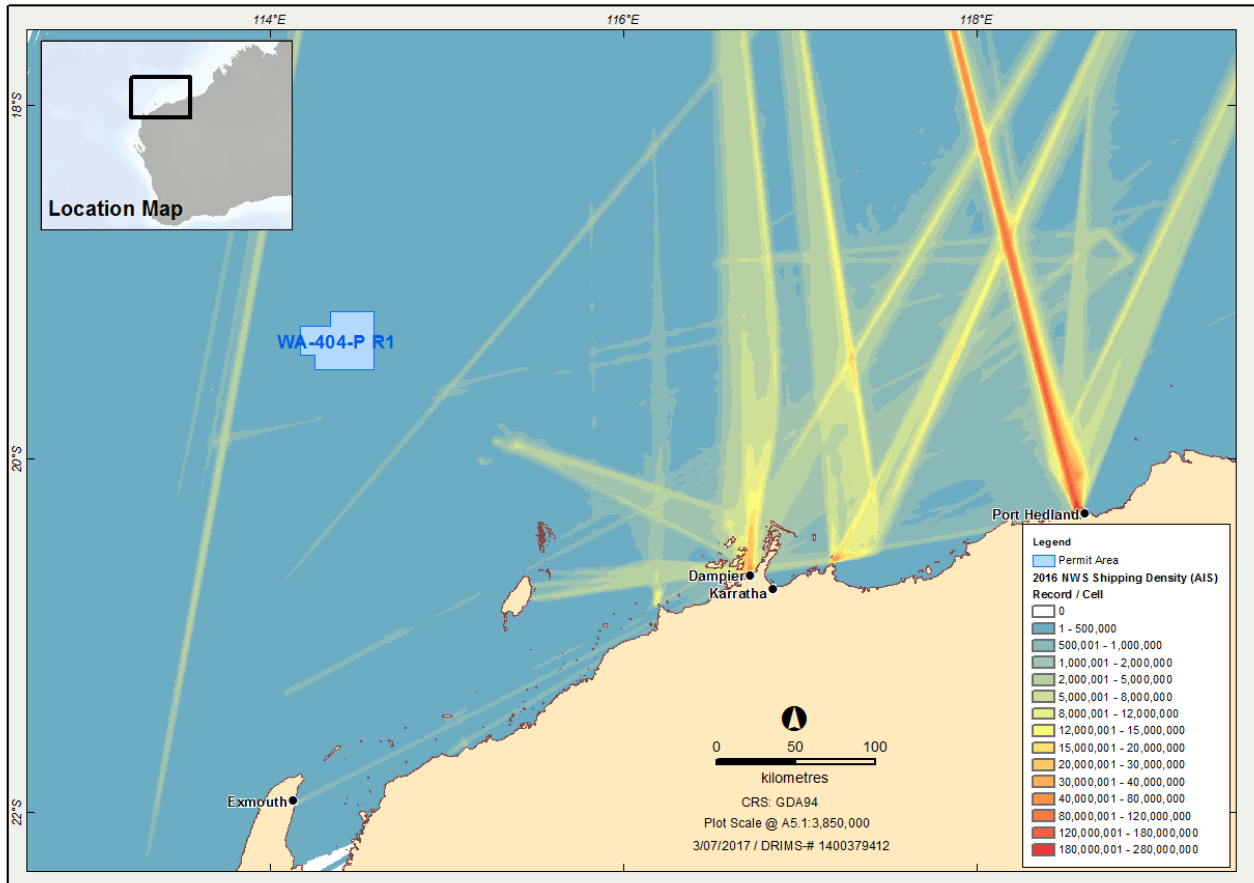 114°E
116°E
118°E
18°S
20°S
22°S
Location Map
WA-404-P R1
Port Hedland
Dampier
Karratha
Exmouth
0 50 100
kilometres
CRS: GDA94
Plot Scale @ A5.1:3,850,000
3/07/2017 / DRIMS-# 1400379412
Legend
Permit Area
2016 NWS Shipping Density (AIS)
Record / Cell
0
1 - 500,000
500,001 - 1,000,000
1,000,001 - 2,000,000
2,000,001 - 5,000,000
5,000,001 - 8,000,000
8,000,001 - 12,000,000
12,000,001 - 15,000,000
15,000,001 - 20,000,000
20,000,001 - 30,000,000
30,000,001 - 40,000,000
40,000,001 - 80,000,000
80,000,001 - 120,000,000
120,000,001 - 180,000,000
180,000,001 - 280,000,000